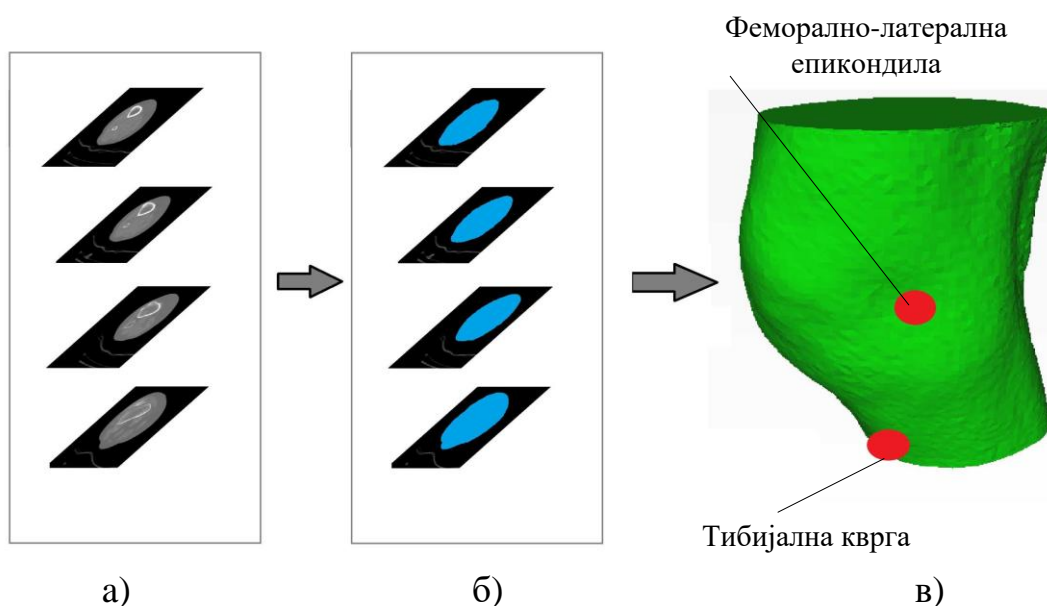 Феморално-латерална
епикондила
Тибијална кврга
а)
б)
в)